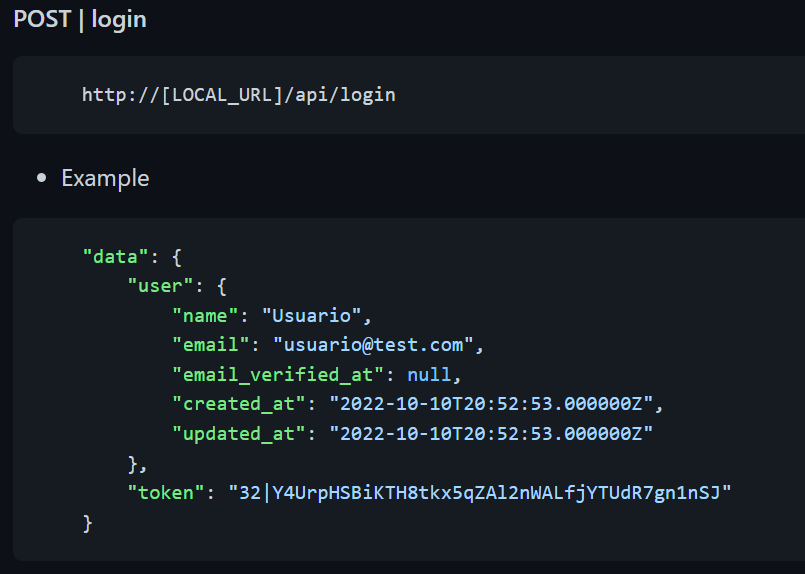 POST | login
http://[LOCAL_URL]/api/login
Example
"data": {
"user": {
"name": "Usuario",
"email": "usuario@test.com",
"email_verified_at": null,
"created_at": "2022-10-10T20:52:53.000000Z",
"updated_at": "2022-10-10T20:52:53.000000Z"
},
"token": "32|Y4UrpHSBiKTH8tkx5qZAl2nWALfjYTUdR7gn1nSJ"
}